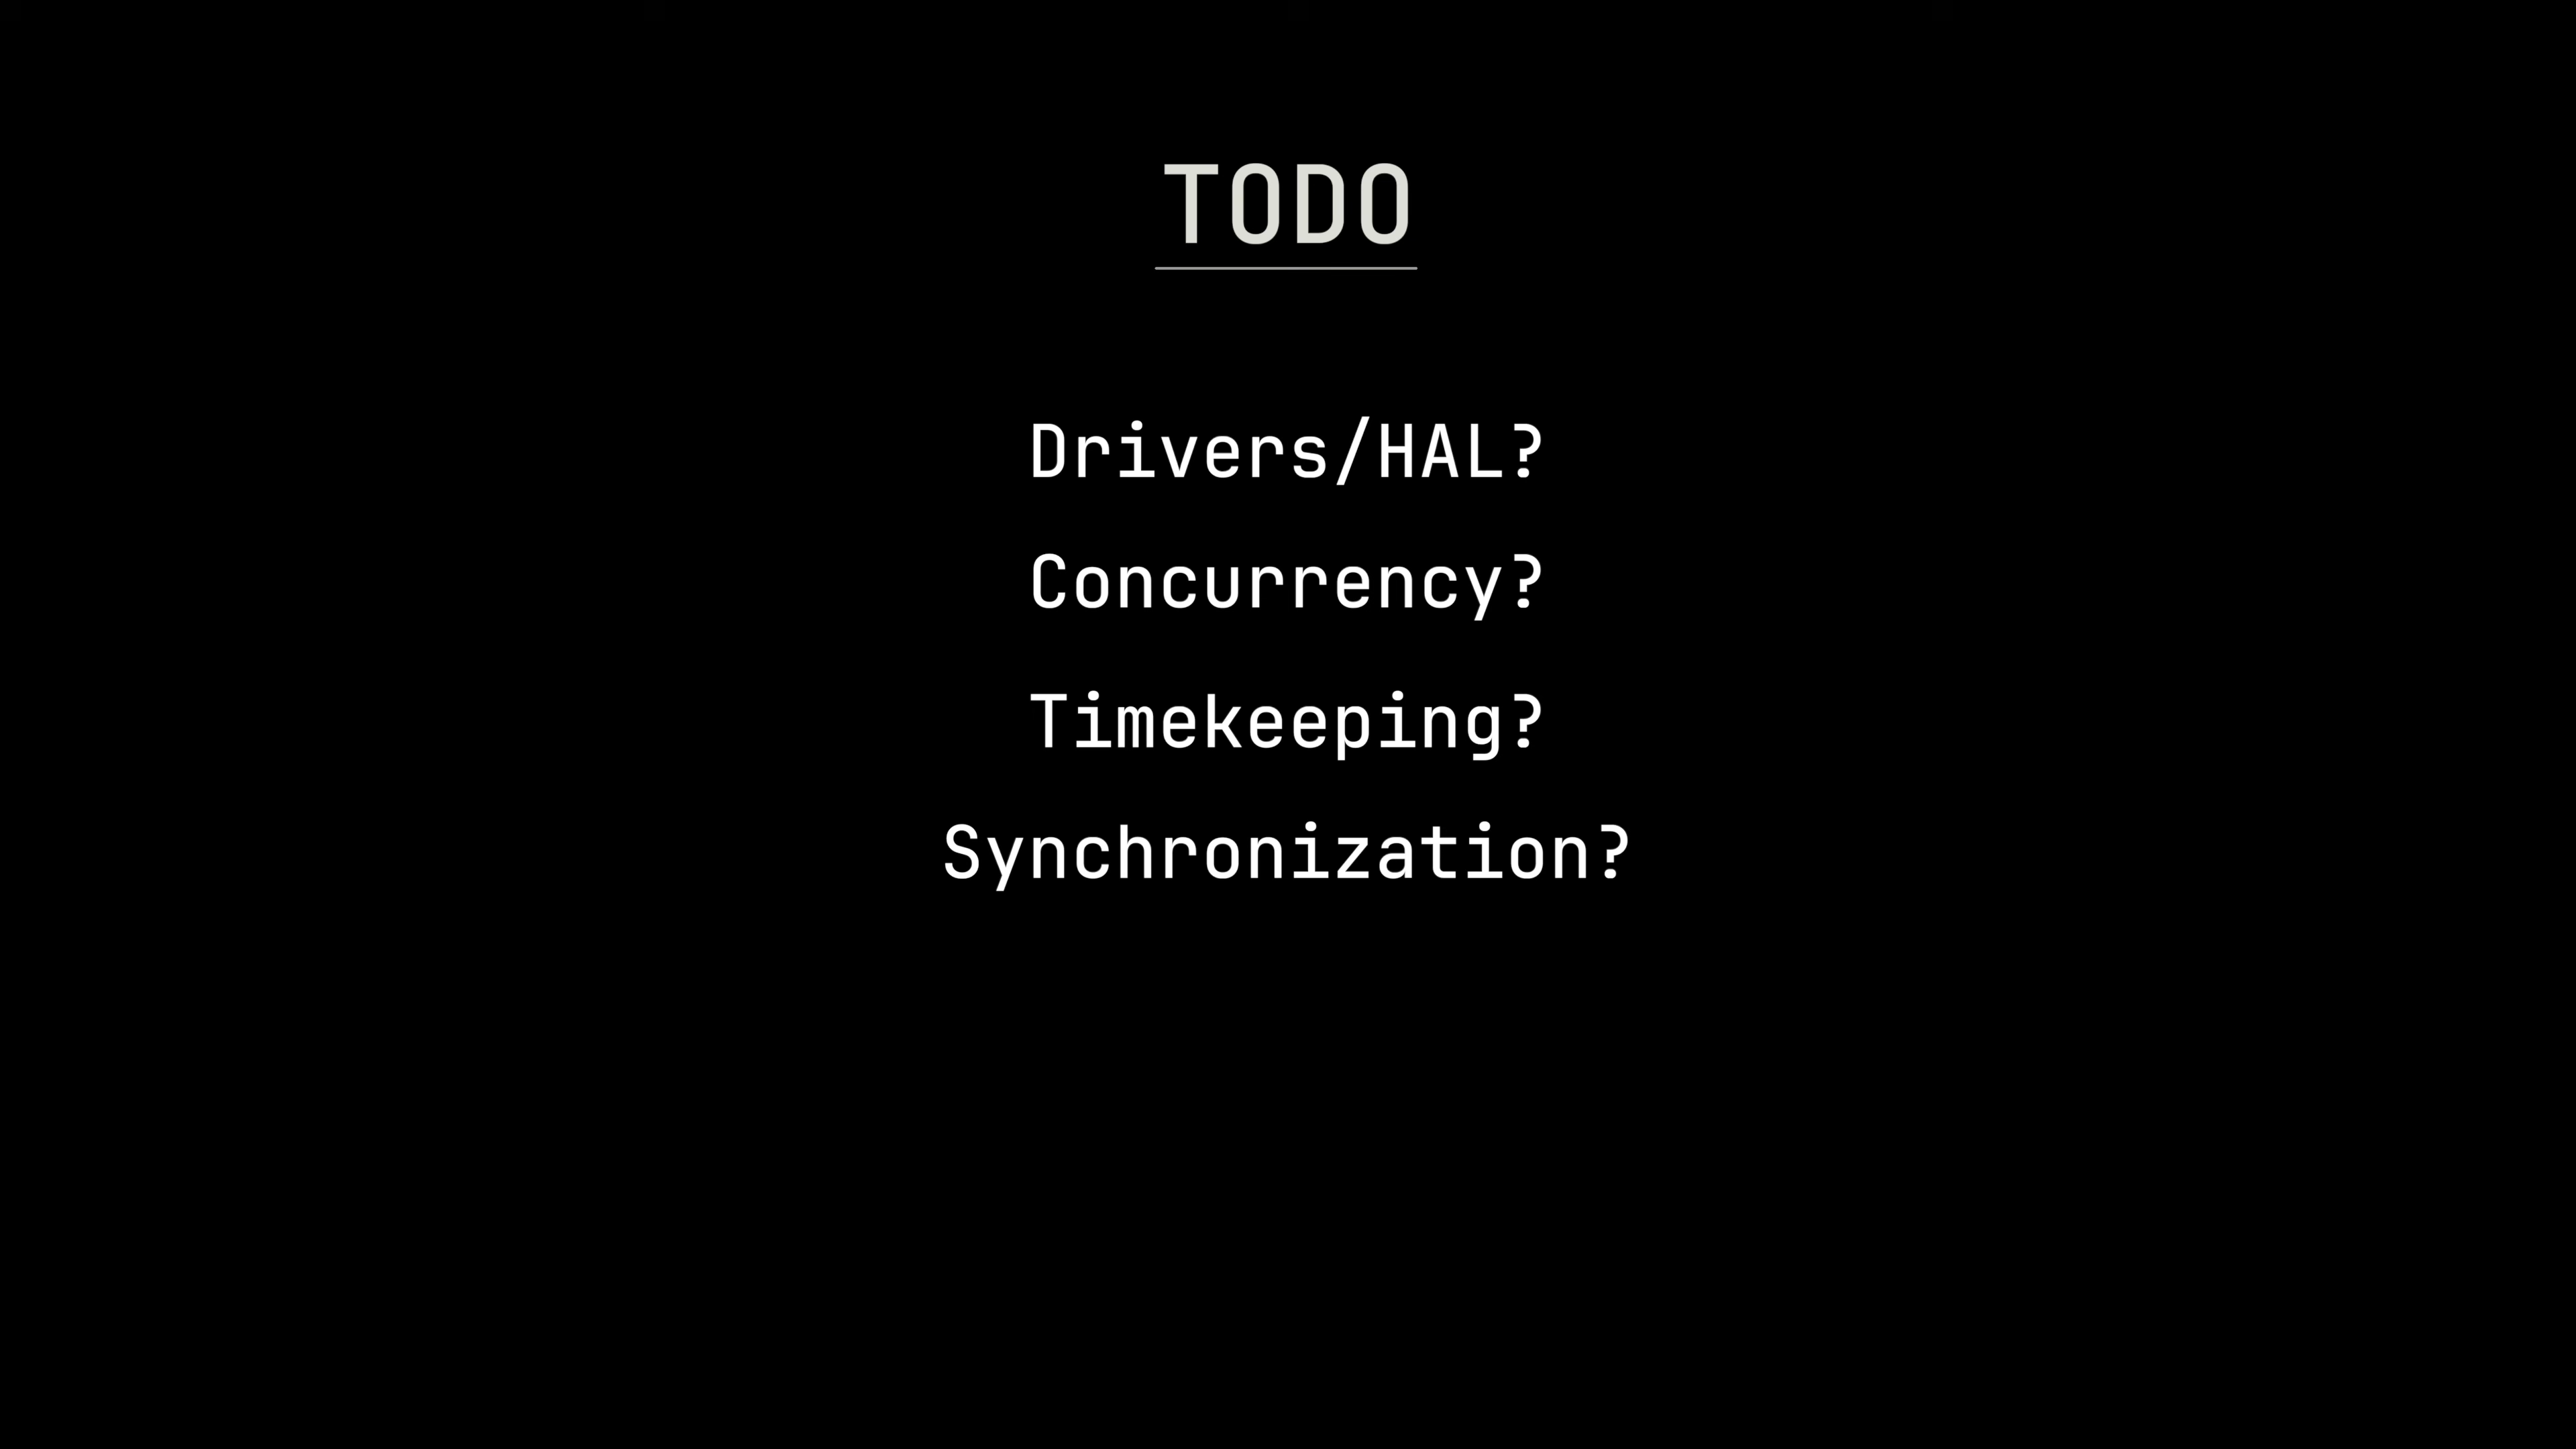 TODO
Drivers/HAL?
Concurrency?
Timekeeping?
Synchronization?